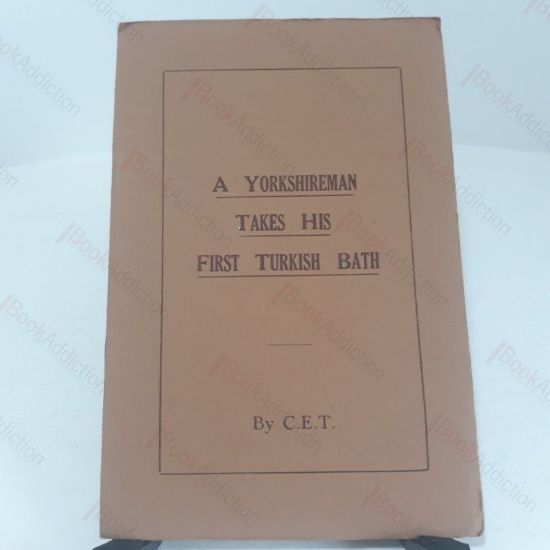 A YORKSHIREMAN
TAKES HIS
FIRST TURKISH BATH
By C.E.T.
BookAddiction